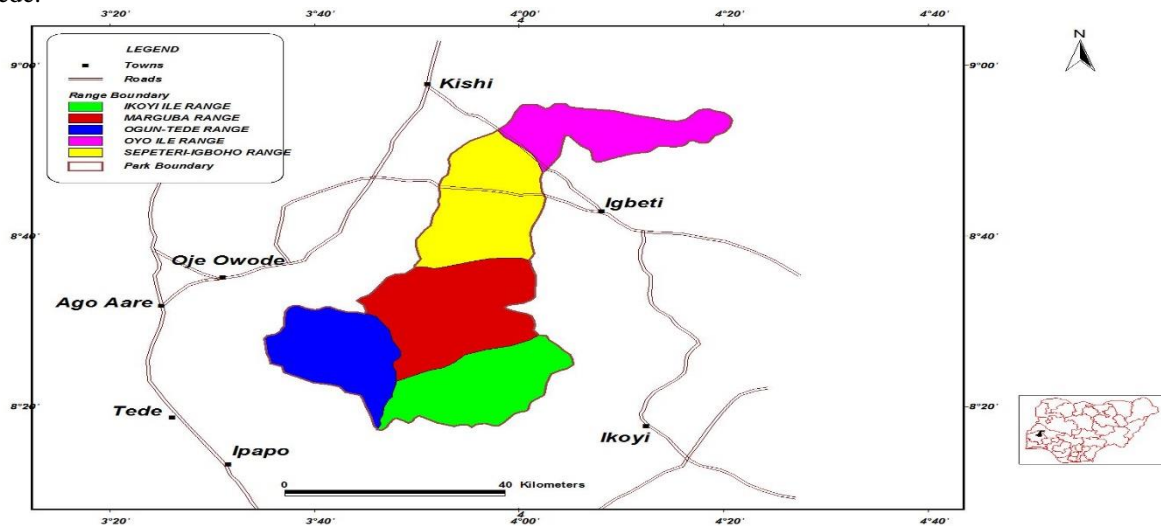 3°20'
3°40'
4°00'
4°20'
4°40'
LEGEND
Towns
Roads
Range Boundary
IKOYI ILE RANGE
MARGUBA RANGE
OGUN-TEDE RANGE
OYO ILE RANGE
SEPETERI-IGBOHO RANGE
Park Boundary
N
9°00'
9°00'
Kishi
Igbeti
8°40'
8°40'
Oje Owode
Ago Aare
8°20'
8°20'
Tede
Ikoyi
Ipapo
0
40 Kilometers
3°20'
3°40'
4°00'
4°20'
4°40'